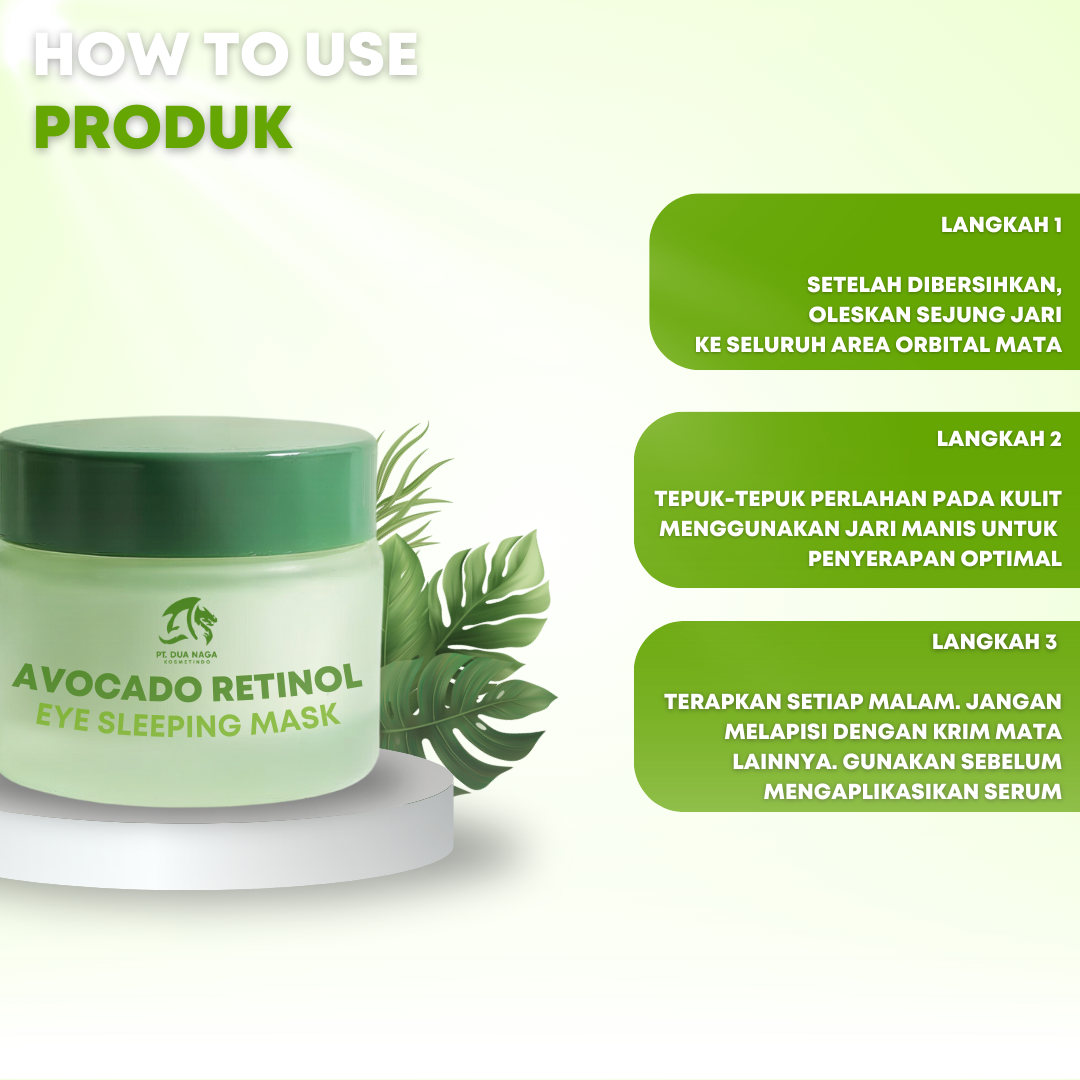 HOW TO USE
PRODUK
LANGKAH 1
SETELAH DIBERSIHKAN,
OLESKAN SEJUNG JARI
KE SELURUH AREA ORBITAL MATA
LANGKAH 2
TEPUK-TEPUK PERLAHAN PADA KULIT
MENGGUNAKAN JARI MANIS UNTUK
PENYERAPAN OPTIMAL
LANGKAH 3
TERAPKAN SETIAP MALAM. JANGAN
MELAPISI DENGAN KRIM MATA
LAINNYA. GUNAKAN SEBELUM
MENGAPLIKASIKAN SERUM
PT. DUA NAGA
KOSMETINDO
AVOCADO RETINOL
EYE SLEEPING MASK